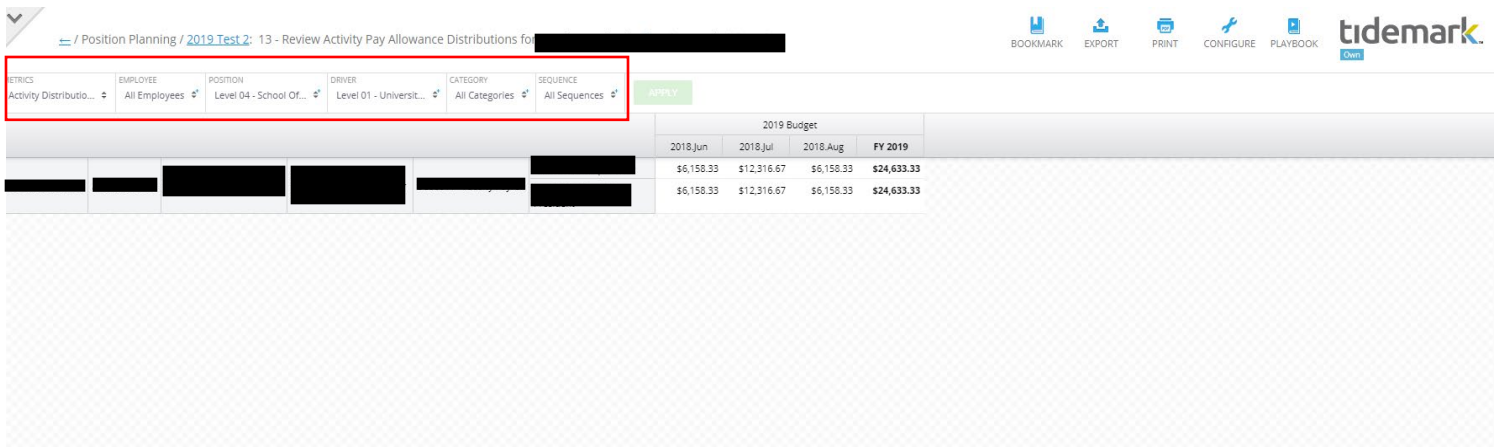 ← / Position Planning / 2019 Test 2: 13 - Review Activity Pay Allowance Distributions for
BOOKMARK EXPORT PRINT CONFIGURE PLAYBOOK
tidemark
Own
ETRICS EMPLOYEE POSITION DRIVER CATEGORY SEQUENCE
Activity Distributio... All Employees Level 04 - School Of... Level 01 - Universit... All Categories All Sequences APPLY
2019 Budget
2018.Jun 2018.Jul 2018.Aug FY 2019
$6,158.33 $12,316.67 $6,158.33 $24,633.33
$6,158.33 $12,316.67 $6,158.33 $24,633.33